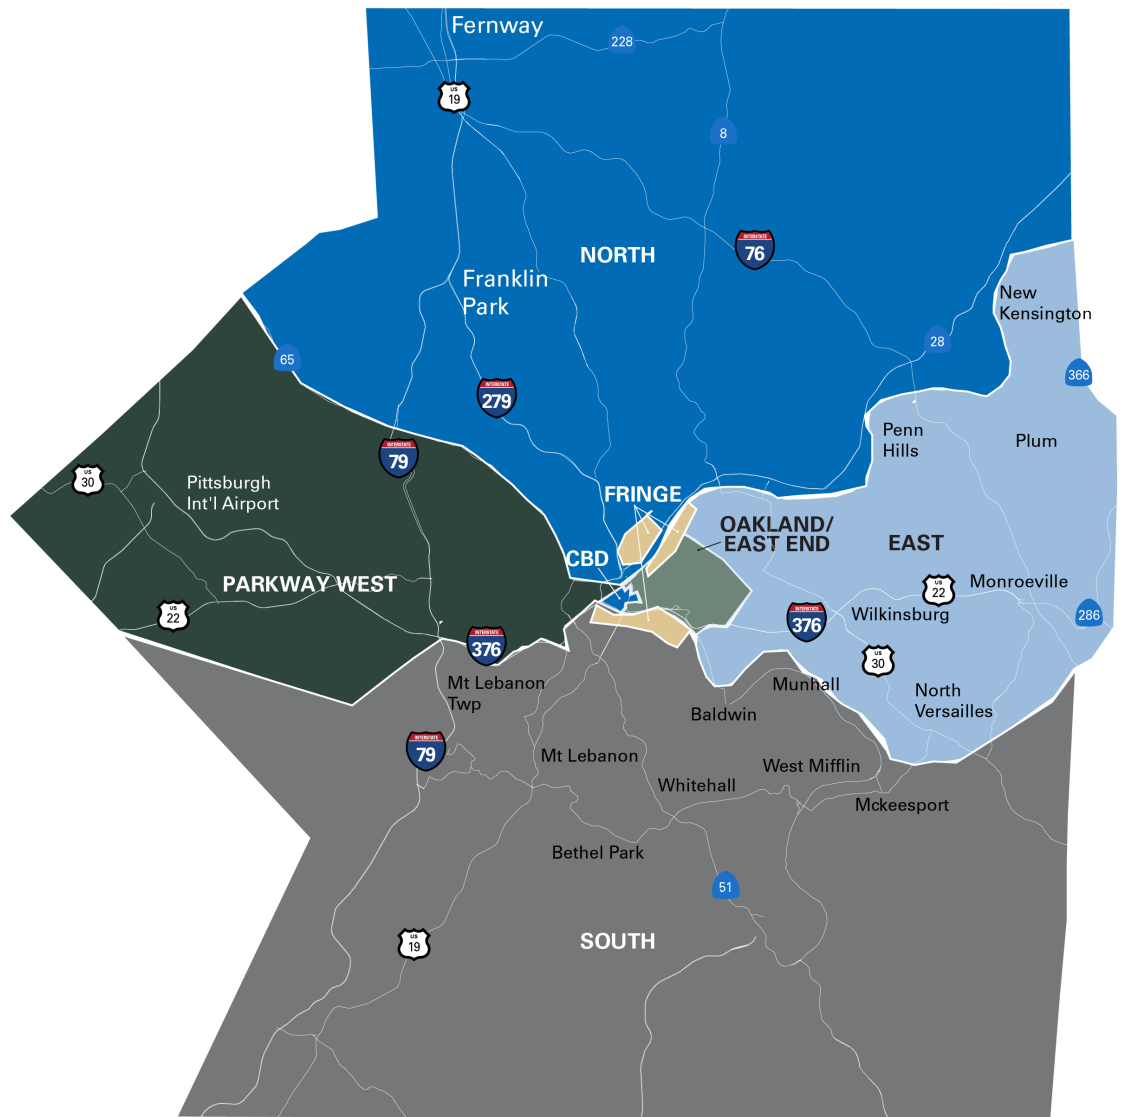 Fernway
228
US
19
8
INTERSTATE
76
NORTH
Franklin
Park
New
Kensington
28
65
366
INTERSTATE
279
Penn
Hills
Plum
INTERSTATE
79
US
30
Pittsburgh
Int'l Airport
FRINGE
OAKLAND/
EAST END
EAST
CBD
PARKWAY WEST
Monroeville
US
22
US
22
Wilkinsburg
286
INTERSTATE
376
INTERSTATE
376
US
30
Mt Lebanon
Twp
Munhall
North
Versailles
Baldwin
INTERSTATE
79
Mt Lebanon
West Mifflin
Whitehall
Mckeesport
Bethel Park
51
US
19
SOUTH